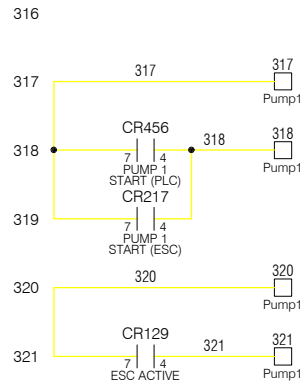 316
317
317
317
Pump1
318
CR456
318
318
7 4
PUMP 1
START (PLC)
Pump1
319
CR217
7 4
PUMP 1
START (ESC)
320
320
320
Pump1
321
CR129
321
321
7 4
ESC ACTIVE
Pump1